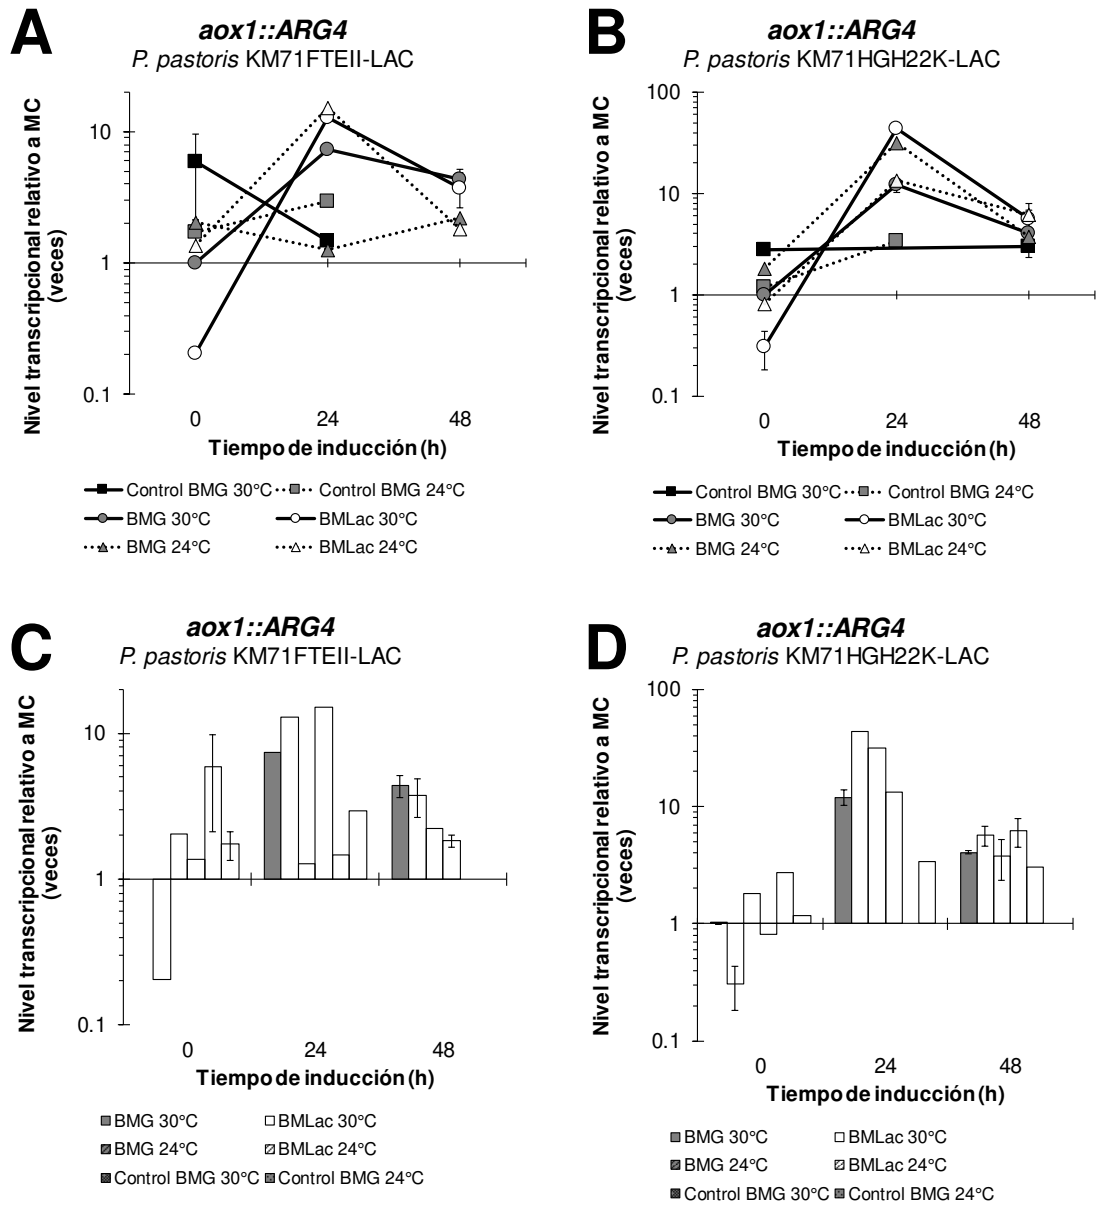 A
aox1::ARG4
P. pastoris KM71FTEII-LAC
Nivel transcripcional relativo a MC
(veces)
10
1
0.1
0
24
48
Tiempo de inducción (h)
Control BMG 30°C
Control BMG 24°C
BMG 30°C
BMLac 30°C
BMG 24°C
BMLac 24°C
B
aox1::ARG4
P. pastoris KM71HGH22K-LAC
Nivel transcripcional relativo a MC
(veces)
100
10
1
0.1
0
24
48
Tiempo de inducción (h)
Control BMG 30°C
Control BMG 24°C
BMG 30°C
BMLac 30°C
BMG 24°C
BMLac 24°C
C
aox1::ARG4
P. pastoris KM71FTEII-LAC
Nivel transcripcional relativo a MC
(veces)
10
1
0.1
0
24
48
Tiempo de inducción (h)
BMG 30°C
BMLac 30°C
BMG 24°C
BMLac 24°C
Control BMG 30°C
Control BMG 24°C
D
aox1::ARG4
P. pastoris KM71HGH22K-LAC
Nivel transcripcional relativo a MC
(veces)
100
10
1
0.1
0
24
48
Tiempo de inducción (h)
BMG 30°C
BMLac 30°C
BMG 24°C
BMLac 24°C
Control BMG 30°C
Control BMG 24°C